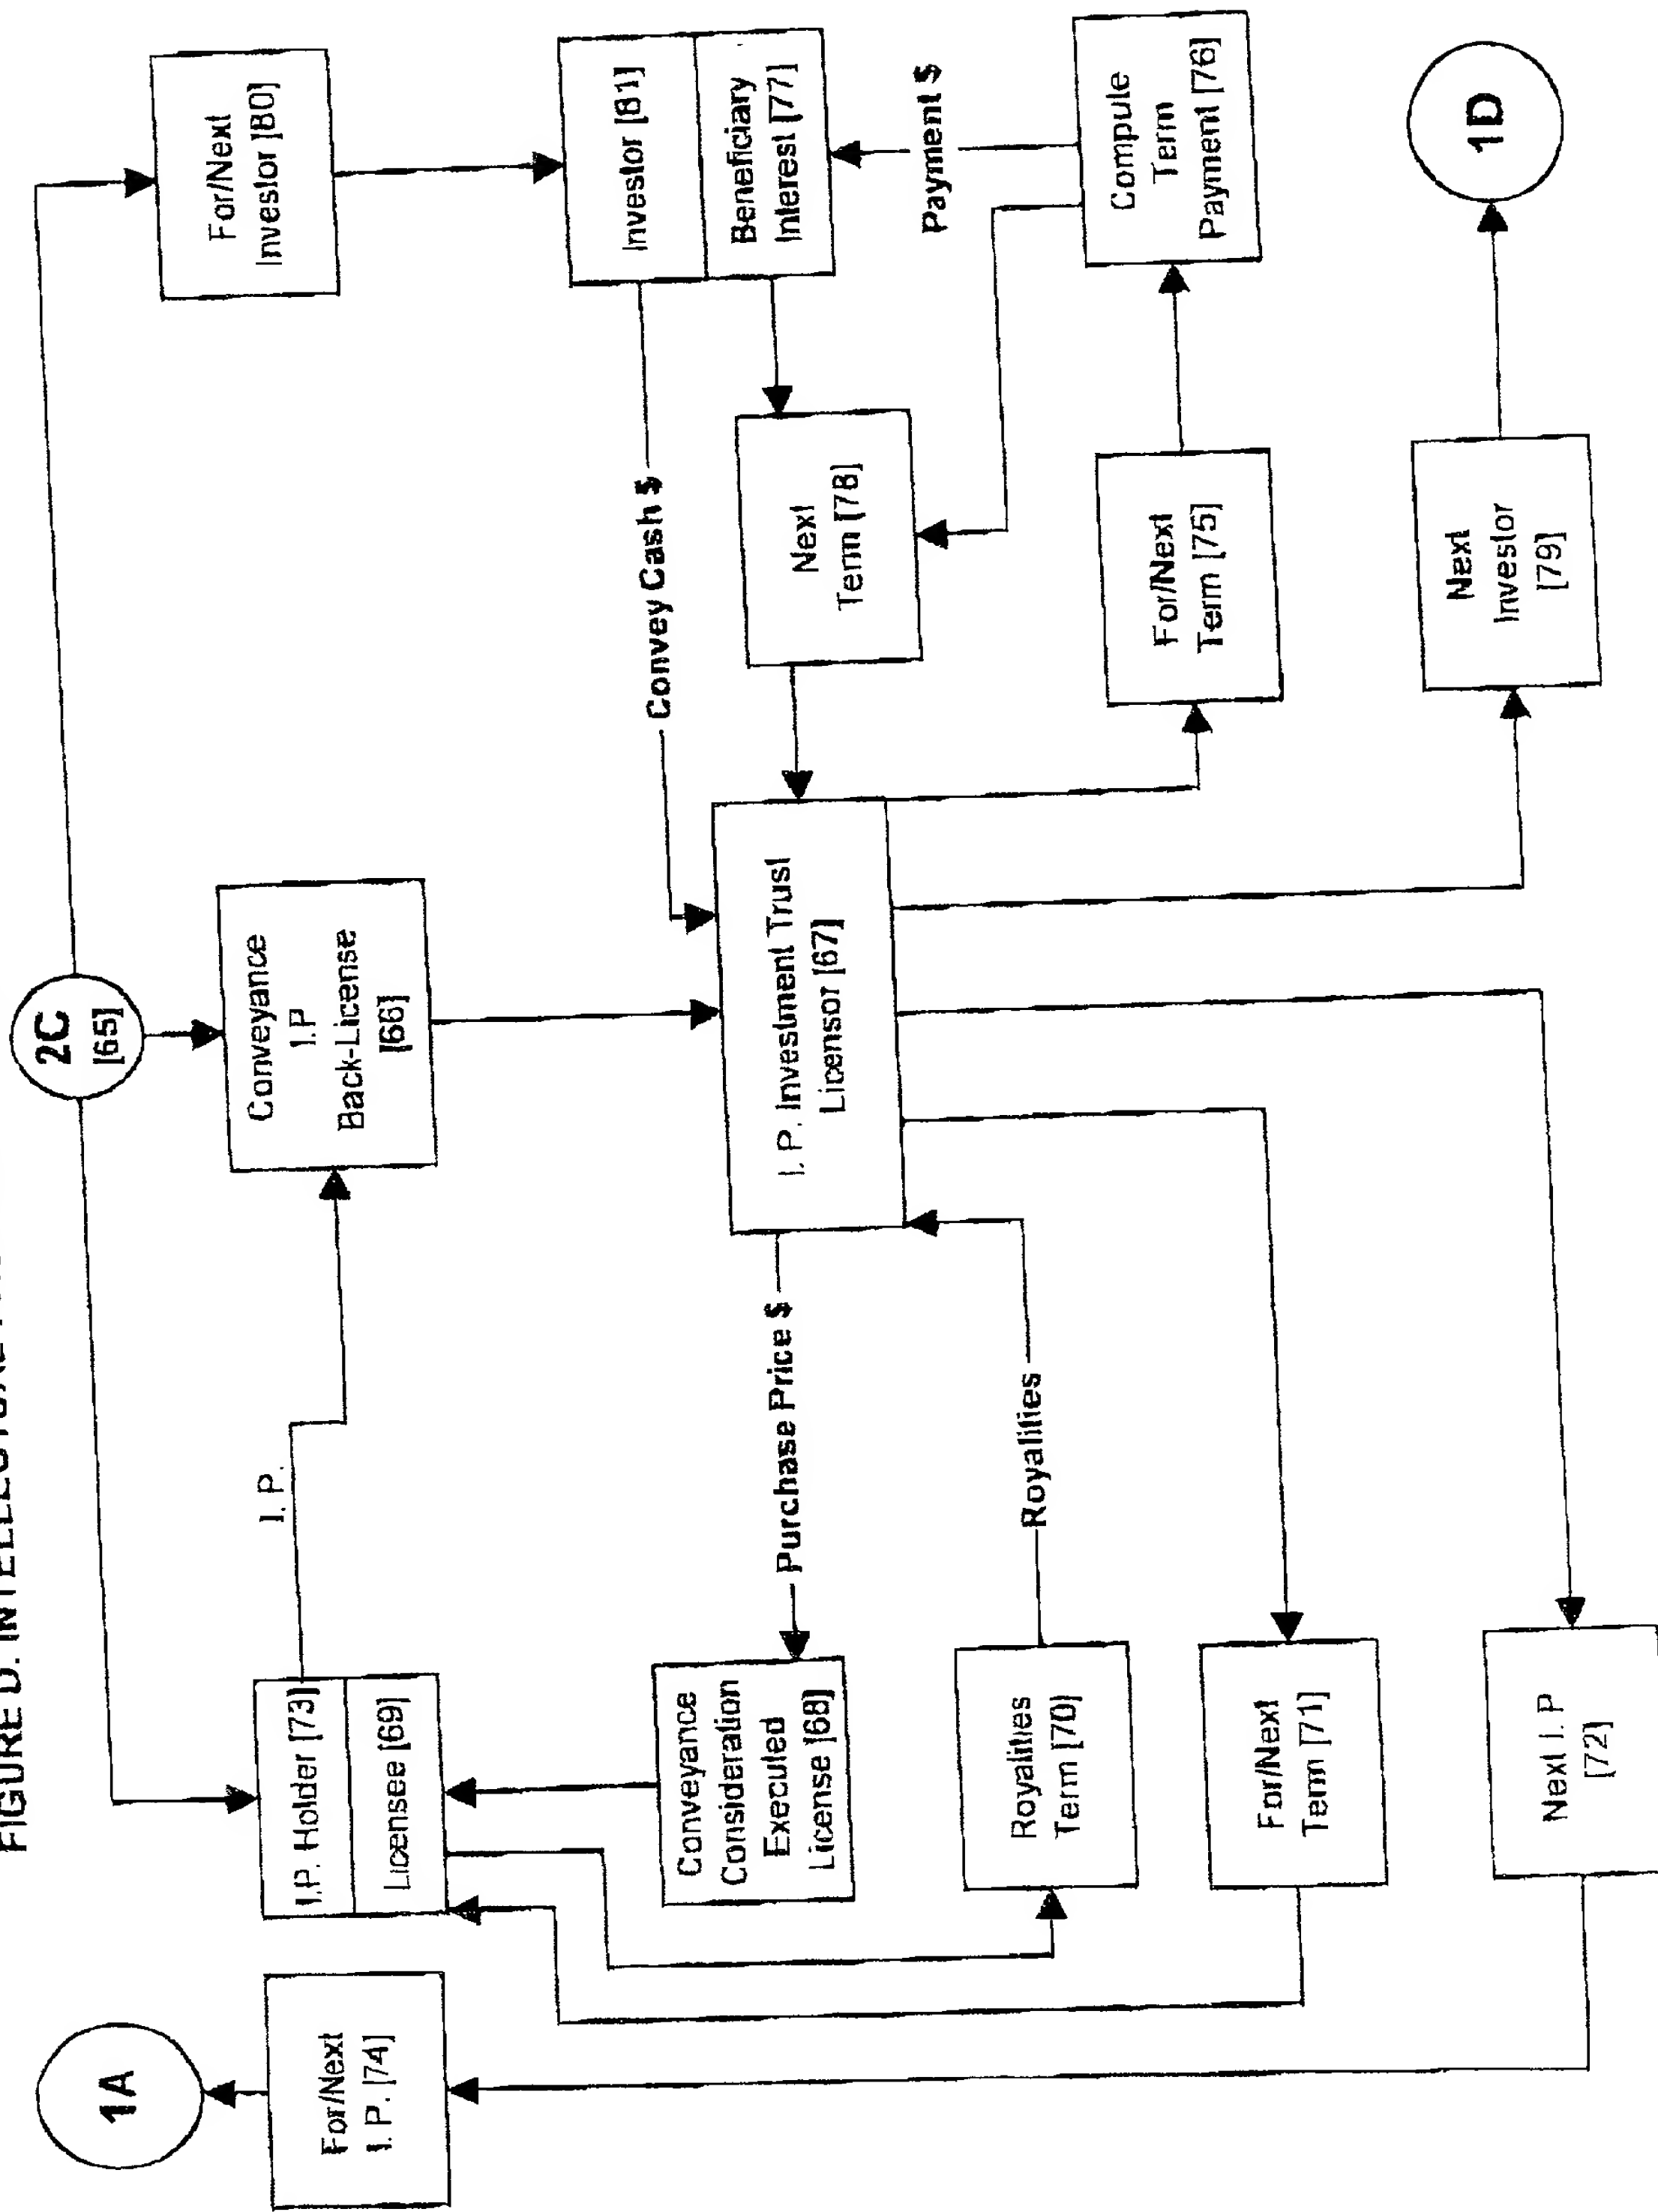 FIGURE D. INTELLECTUAL
2C
[65]
1A
For/Next
I. P. [74]
I.P. Holder [73]
Licensee [69]
I. P.
Conveyance
I.P
Back-License
[66]
For/Next
Investor [80]
Investor [81]
Beneficiary
Interest [77]
Convey Cash $
Conveyance
Consideration
Executed
License [68]
Purchase Price $
I. P. Investment Trust
Licensor [67]
Next
Term [78]
Payment $
Royalities
Term [70]
Royalities
For/Next
Term [71]
For/Next
Term [75]
Compute
Term
Payment [76]
Next I.P
[72]
Next
Investor
[79]
1D